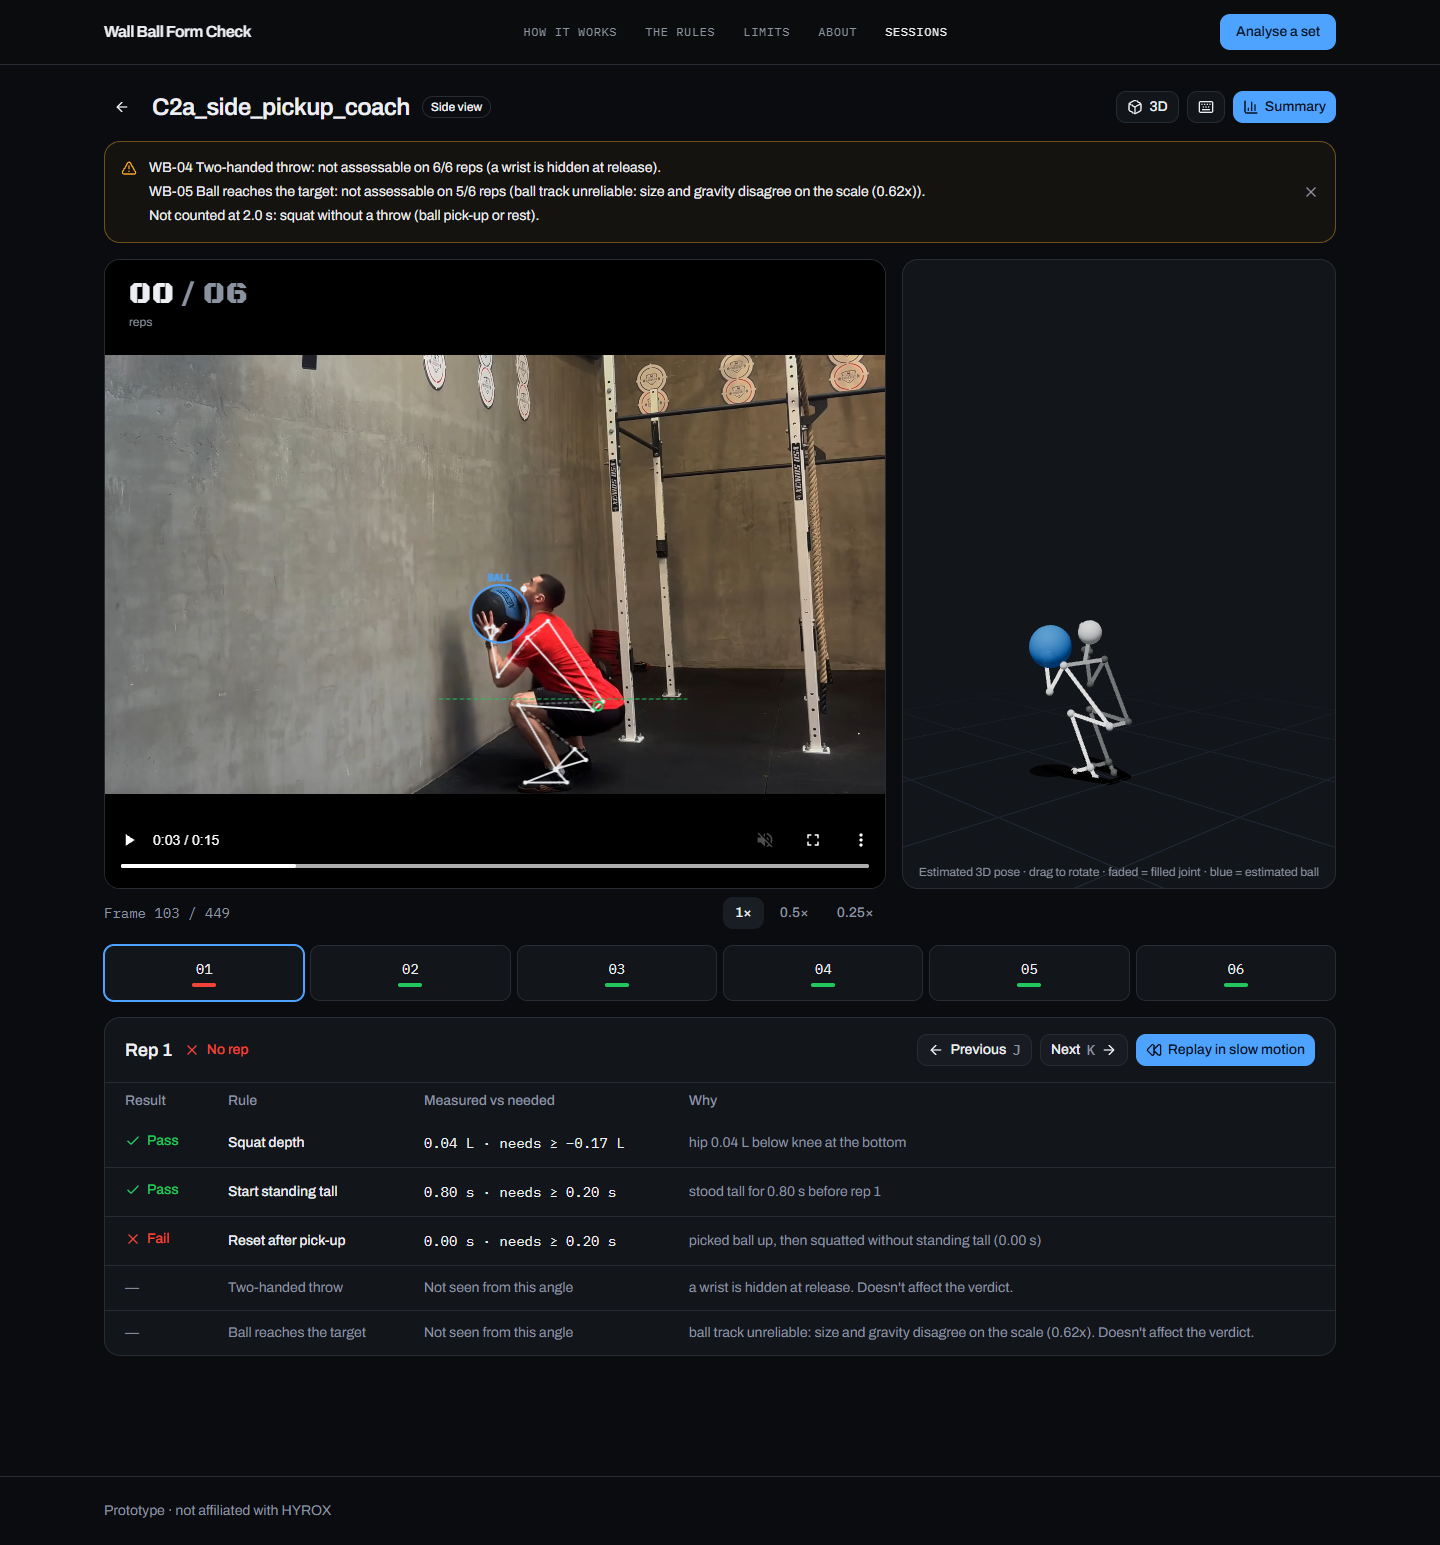 Wall Ball Form Check
HOW IT WORKS
THE RULES
LIMITS
ABOUT
SESSIONS
Analyse a set
C2a_side_pickup_coach
Side view
3D
Summary
WB-04 Two-handed throw: not assessable on 6/6 reps (a wrist is hidden at release).
WB-05 Ball reaches the target: not assessable on 5/6 reps (ball track unreliable: size and gravity disagree on the scale (0.62x)).
Not counted at 2.0 s: squat without a throw (ball pick-up or rest).
00 / 06
reps
BALL
0:03 / 0:15
Estimated 3D pose · drag to rotate · faded = filled joint · blue = estimated ball
Frame 103 / 449
1×
0.5×
0.25×
01
02
03
04
05
06
Rep 1
No rep
Previous J
Next K
Replay in slow motion
Result Rule Measured vs needed Why
Pass Squat depth 0.04 L · needs ≥ −0.17 L hip 0.04 L below knee at the bottom
Pass Start standing tall 0.80 s · needs ≥ 0.20 s stood tall for 0.80 s before rep 1
Fail Reset after pick-up 0.00 s · needs ≥ 0.20 s picked ball up, then squatted without standing tall (0.00 s)
— Two-handed throw Not seen from this angle a wrist is hidden at release. Doesn't affect the verdict.
— Ball reaches the target Not seen from this angle ball track unreliable: size and gravity disagree on the scale (0.62x). Doesn't affect the verdict.
Prototype · not affiliated with HYROX